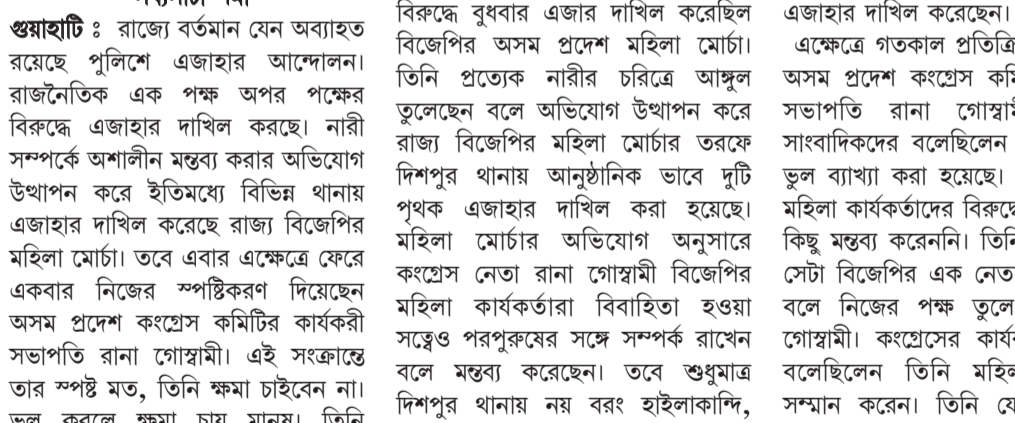 গুয়াহাটি : রাজ্যে বর্তমান যেন অব্যাহত
রয়েছে পুলিশে এজাহার আন্দোলন।
রাজনৈতিক এক পক্ষ অপর পক্ষের
বিরুদ্ধে এজাহার দাখিল করছে। নারী
সম্পর্কে অশালীন মন্তব্য করার অভিযোগ
উত্থাপন করে ইতিমধ্যে বিভিন্ন থানায়
এজাহার দাখিল করেছে রাজ্য বিজেপির
মহিলা মোর্চা। তবে এবার এক্ষেত্রে ফেরে
একবার নিজের স্পষ্টিকরণ দিয়েছেন
অসম প্রদেশ কংগ্রেস কমিটির কার্যকরী
সভাপতি রানা গোস্বামী। এই সংক্রান্তে
তার স্পষ্ট মত, তিনি ক্ষমা চাইবেন না।
ভুল করলে ক্ষমা চায় মানুষ। তিনি
বিরুদ্ধে বুধবার এজার দাখিল করেছিল
বিজেপির অসম প্রদেশ মহিলা মোর্চা।
তিনি প্রত্যেক নারীর চরিত্রে আঙ্গুল
তুলেছেন বলে অভিযোগ উত্থাপন করে
রাজ্য বিজেপির মহিলা মোর্চার তরফে
দিশপুর থানায় আনুষ্ঠানিক ভাবে দুটি
পৃথক এজাহার দাখিল করা হয়েছে।
মহিলা মোর্চার অভিযোগ অনুসারে
কংগ্রেস নেতা রানা গোস্বামী বিজেপির
মহিলা কার্যকর্তারা বিবাহিতা হওয়া
সত্বেও পরপুরুষের সঙ্গে সম্পর্ক রাখেন
বলে মন্তব্য করেছেন। তবে শুধুমাত্র
দিশপুর থানায় নয় বরং হাইলাকান্দি,
এজাহার দাখিল করেছেন।
এক্ষেত্রে গতকাল
অসম প্রদেশ কংগ্রেস
সভাপতি রানা
সাংবাদিকদের বলেছিলেন
ভুল ব্যাখ্যা করা হয়েছে।
মহিলা কার্যকর্তাদের
কিছু মন্তব্য করেননি।
সেটা বিজেপির এক
বলে নিজের পক্ষ
গোস্বামী। কংগ্রেসের
বলেছিলেন তিনি
সম্মান করেন। তিনি